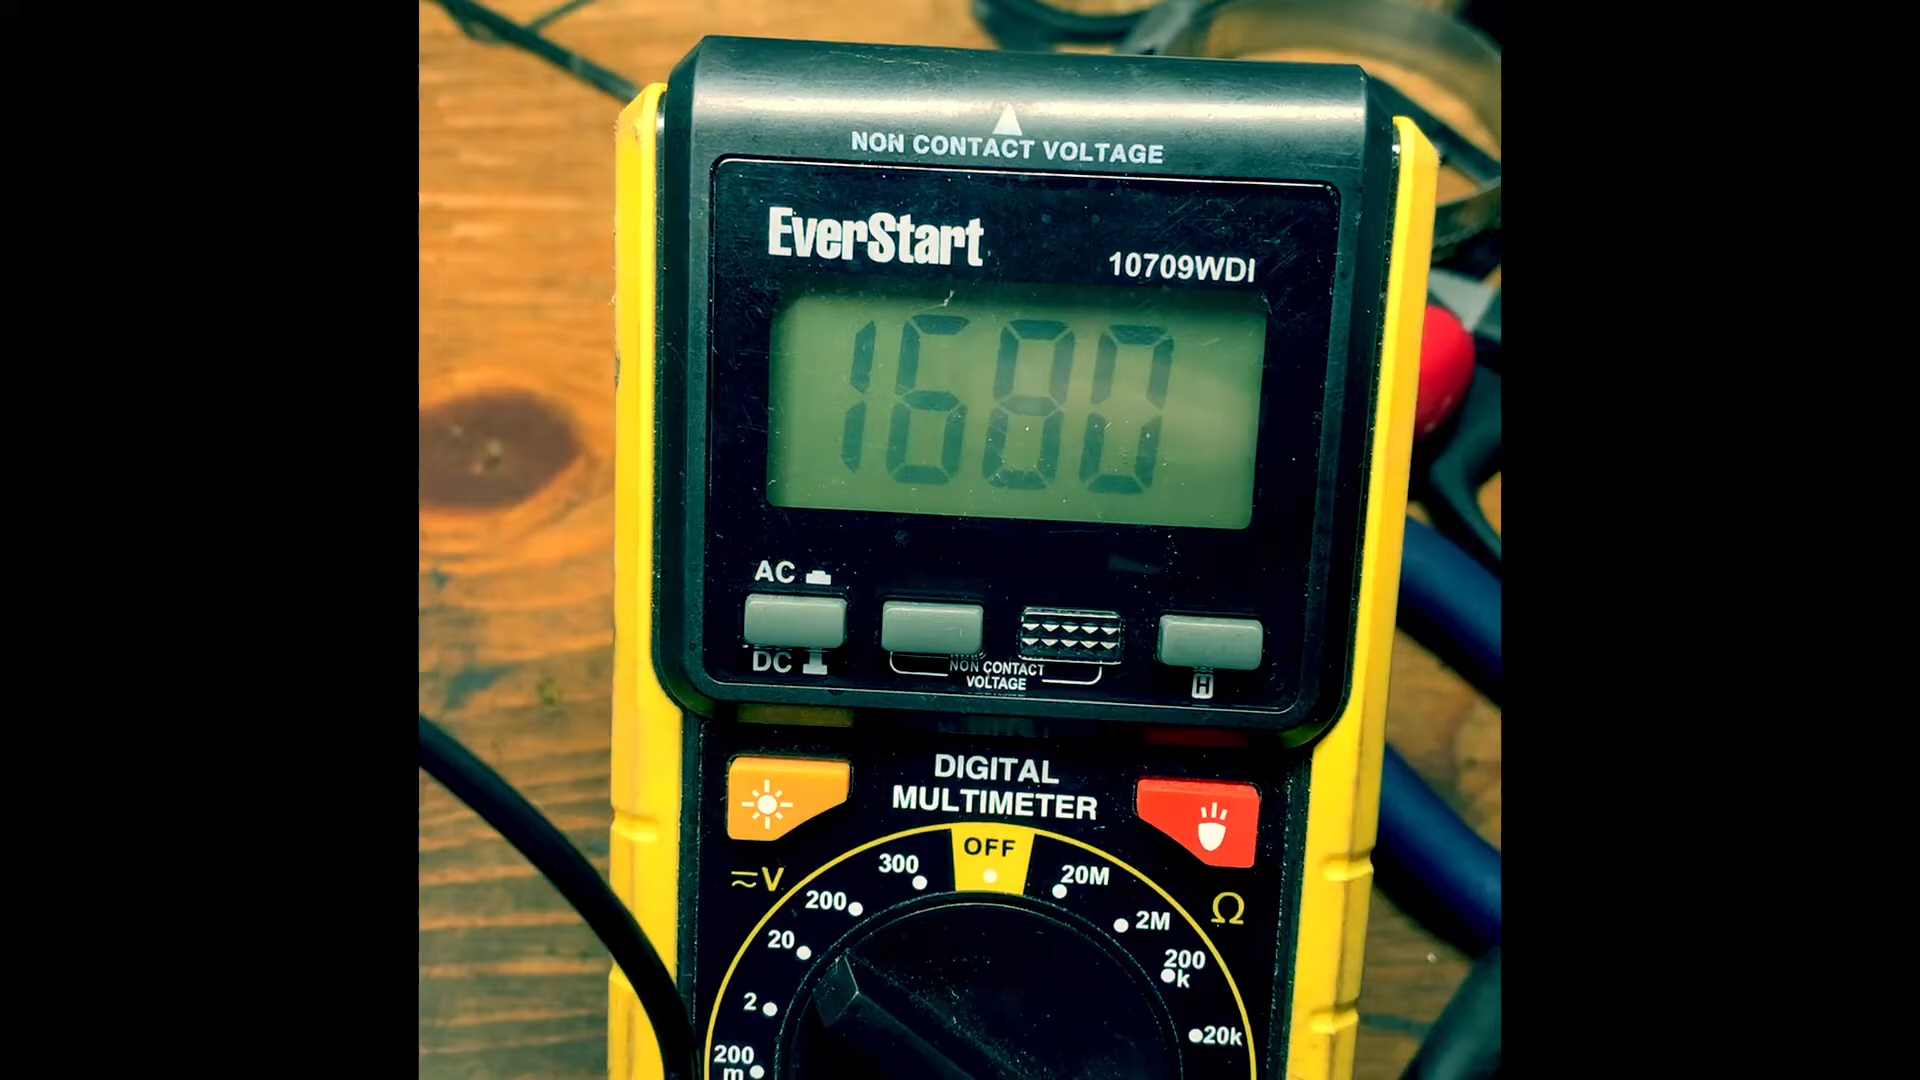 NON CONTACT VOLTAGE
EverStart
10709WDI
1680
AC
DC
NON CONTACT
VOLTAGE
H
DIGITAL
MULTIMETER
OFF
300
20M
V
Ω
200
2M
20
200
k
2
20k
200
m